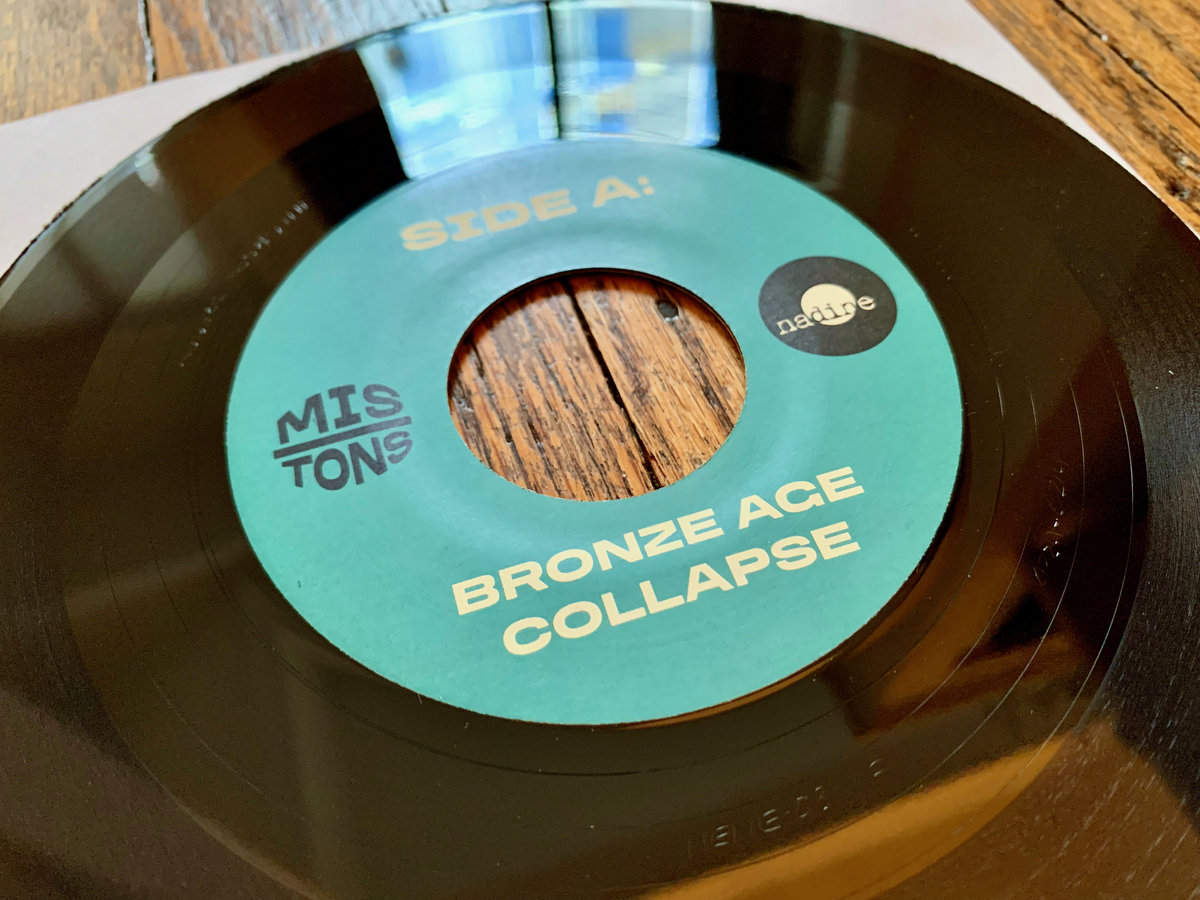 SIDE A:
nadine
MIS
TONS
BRONZE AGE
COLLAPSE